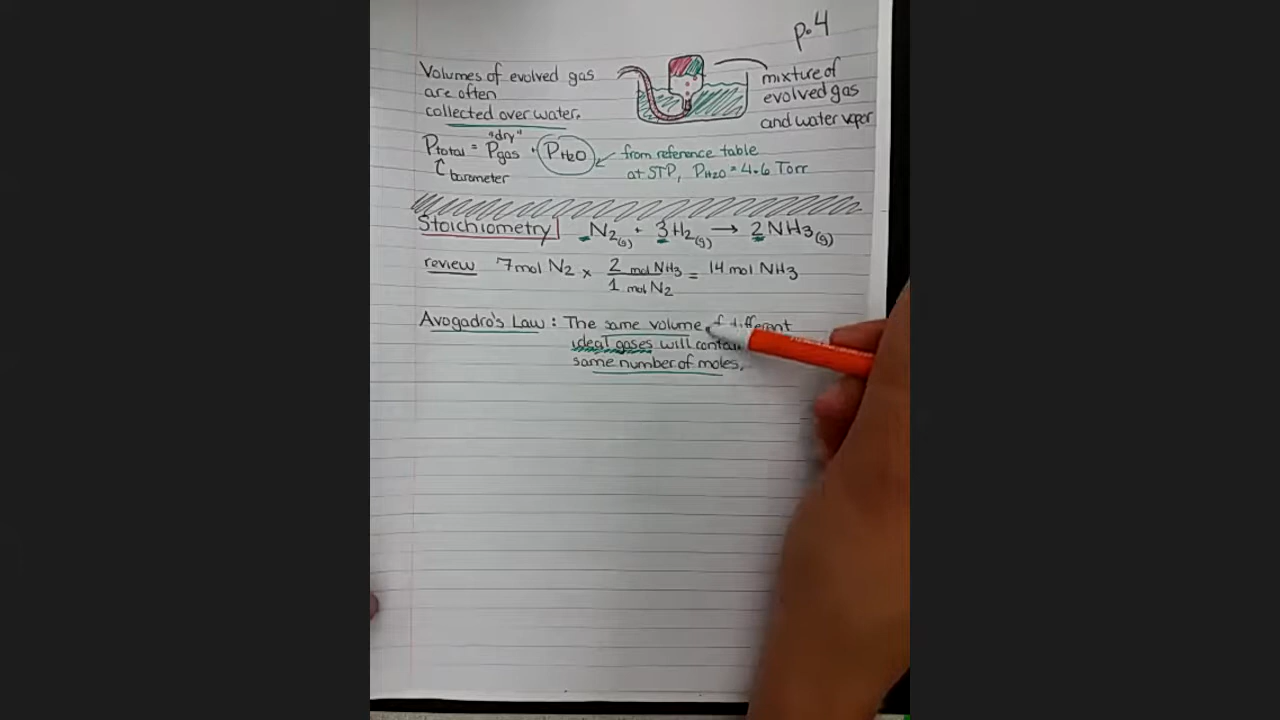 p.4
Volumes of evolved gas
are often
collected over water.
mixture of
evolved gas
and water vapor
"dry"
Ptotal = Pgas + PH2O
barometer
from reference table
at STP, PH2O = 4.6 Torr
Stoichiometry _N2(g) + 3H2(g) → 2NH3(g)
review 7 mol N2 x 2 mol NH3 / 1 mol N2 = 14 mol NH3
Avogadro's Law: The same volume of different
ideal gases will
same number of moles.